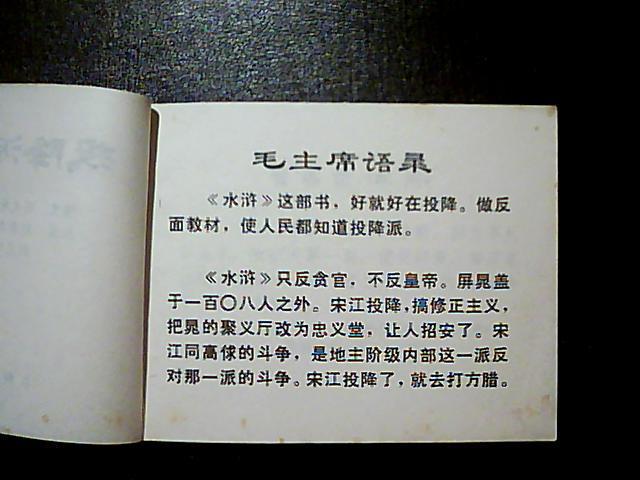 毛主席语录
《水浒》这部书，好就好在投降。做反
面教材，使人民都知道投降派。
《水浒》只反贪官，不反皇帝。屏晁盖
于一百〇八人之外。宋江投降，搞修正主义，
把晁的聚义厅改为忠义堂，让人招安了。宋
江同高俅的斗争，是地主阶级内部这一派反
对那一派的斗争。宋江投降了，就去打方腊。